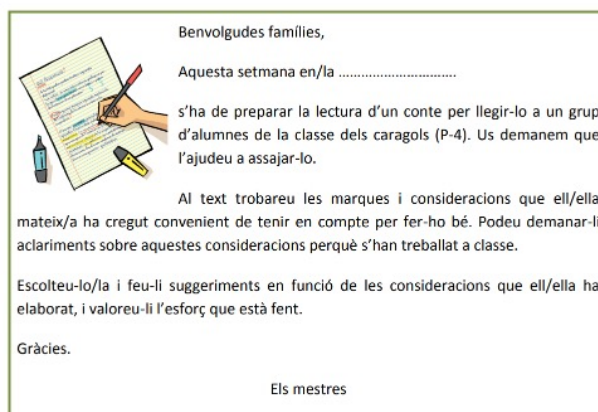 Benvolgudes famílies,
Aquesta setmana en/la ................................
s’ha de preparar la lectura d’un conte per llegir-lo a un grup
d’alumnes de la classe dels caragols (P-4). Us demanem que
l’ajudeu a assajar-lo.
Al text trobareu les marques i consideracions que ell/ella
mateix/a ha cregut convenient de tenir en compte per fer-ho bé. Podeu demanar-li
aclariments sobre aquestes consideracions perquè s’han treballat a classe.
Escolteu-lo/la i feu-li suggeriments en funció de les consideracions que ell/ella ha
elaborat, i valoreu-li l’esforç que està fent.
Gràcies.
Els mestres